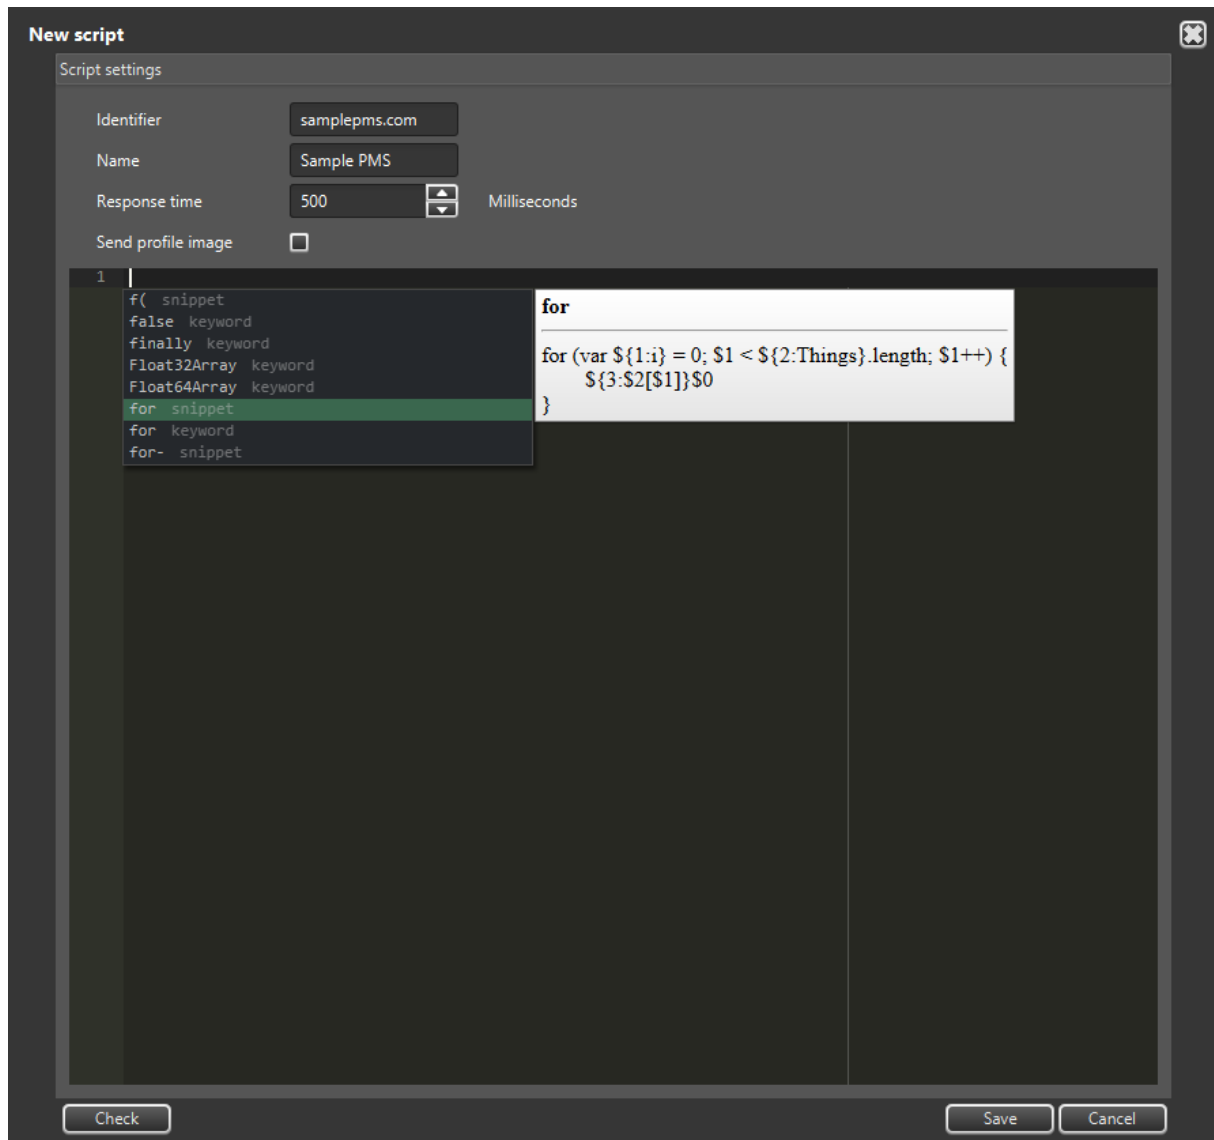 New script
Script settings
Identifier samplepms.com
Name Sample PMS
Response time 500 Milliseconds
Send profile image
1
f( snippet
false keyword
finally keyword
Float32Array keyword
Float64Array keyword
for snippet
for keyword
for- snippet
for
for (var ${1:i} = 0; $1 < ${2:Things}.length; $1++) {
${3:$2[$1]}$0
}
Check Save Cancel